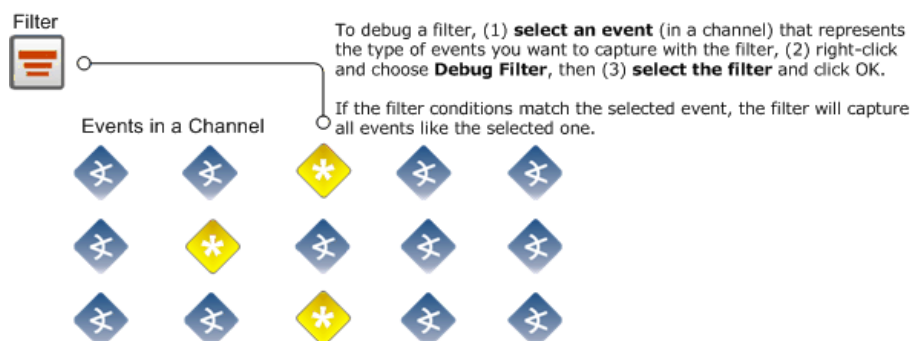 Filter
To debug a filter, (1) select an event (in a channel) that represents
the type of events you want to capture with the filter, (2) right-click
and choose Debug Filter, then (3) select the filter and click OK.
If the filter conditions match the selected event, the filter will capture
all events like the selected one.
Events in a Channel